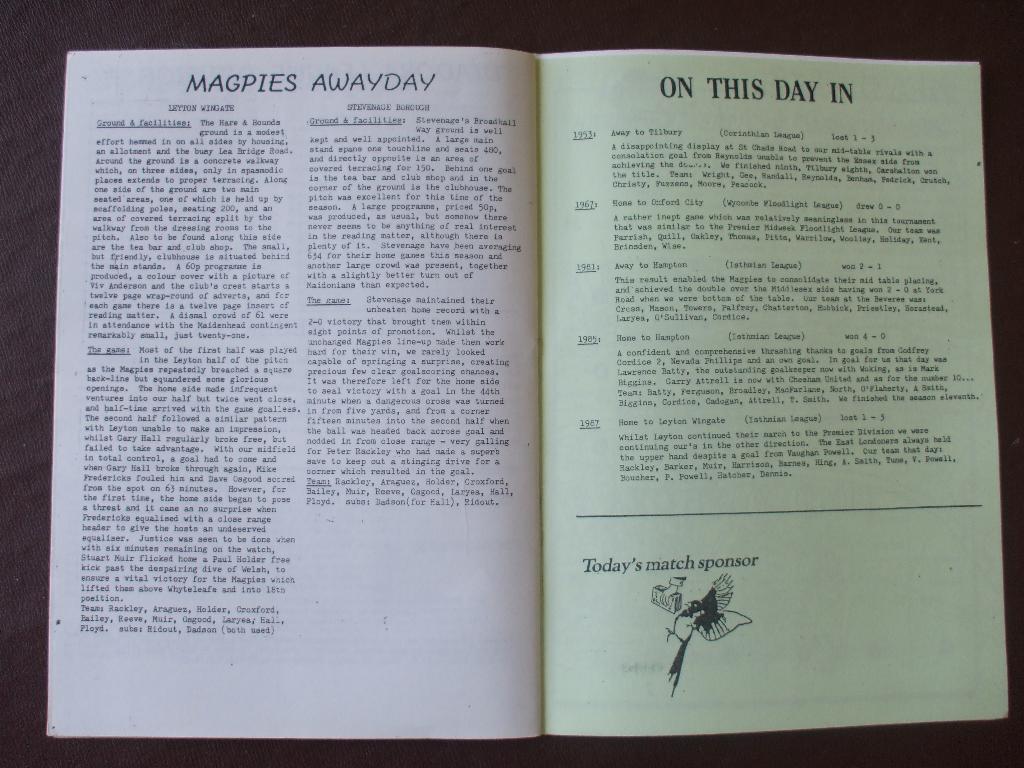 MAGPIES AWAYDAY
LEYTON WINGATE
Ground & facilities: The Hare & Hounds
ground is a modest
effort hemmed in on all sides by housing,
an allotment and the busy Lea Bridge Road.
Around the ground is a concrete walkway
which, on three sides, only in spasmodic
places extends to proper terracing. Along
one side of the ground are two main
seated areas, one of which is held up by
scaffolding poles, seating 200, and an
area of covered terracing split by the
walkway from the dressing rooms to the
pitch. Also to be found along this side
are the tea bar and club shop. The small,
but friendly, clubhouse is situated behind
the main stands. A 60p programme is
produced, a colour cover with a picture of
Viv Anderson and the club's crest starts a
twelve page wrap-round of adverts, and for
each game there is a twelve page insert of
reading matter. A dismal crowd of 61 were
in attendance with the Maidenhead contingent
remarkably small, just twenty-one.
The game: Most of the first half was played
in the Leyton half of the pitch
as the Magpies repeatedly breached a square
back-line but squandered some glorious
openings. The home side made infrequent
ventures into our half but twice went close,
and half-time arrived with the game goalless.
The second half followed a similar pattern
with Leyton unable to make an impression,
whilst Gary Hall regularly broke free, but
failed to take advantage. With our midfield
in total control, a goal had to come and
when Gary Hall broke through again, Mike
Fredericks fouled him and Dave Osgood scored
from the spot on 63 minutes. However, for
the first time, the home side began to pose
a threat and it came as no surprise when
Fredericks equalised with a close range
header to give the hosts an undeserved
equaliser. Justice was seen to be done when
with six minutes remaining on the watch,
Stuart Muir flicked home a Paul Holder free
kick past the despairing dive of Welsh, to
ensure a vital victory for the Magpies which
lifted them above Whyteleafe and into 18th
position.
Team: Rackley, Araguez, Holder, Croxford,
Bailey, Reeve, Muir, Osgood, Laryea, Hall,
Floyd. subs: Ridout, Dadson (both used)
STEVENAGE BOROUGH
Ground & facilities: Stevenage's Broadhall
Way ground is well
kept and well appointed. A large main
stand spans one touchline and seats 480,
and directly opposite is an area of
covered terracing for 150. Behind one goal
is the tea bar and club shop and in the
corner of the ground is the clubhouse. The
pitch was excellent for this time of the
season. A large programme, priced 50p,
was produced, as usual, but somehow there
never seems to be anything of real interest
in the reading matter, although there is
plenty of it. Stevenage have been averaging
634 for their home games this season and
another large crowd was present, together
with a slightly better turn out of
Maidonians than expected.
The game: Stevenage maintained their
unbeaten home record with a
2-0 victory that brought them within
eight points of promotion. Whilst the
unchanged Magpies line-up made them work
hard for their win, we rarely looked
capable of springing a surprise, creating
precious few clear goalscoring chances.
It was therefore left for the home side
to seal victory with a goal in the 44th
minute when a dangerous cross was turned
in from five yards, and from a corner
fifteen minutes into the second half when
the ball was headed back across goal and
nodded in from close range - very galling
for Peter Rackley who had made a superb
save to keep out a stinging drive for a
corner which resulted in the goal.
Team: Rackley, Araguez, Holder, Croxford,
Bailey, Muir, Reeve, Osgood, Laryea, Hall,
Floyd. subs: Dadson(for Hall), Ridout.
ON THIS DAY IN
1953: Away to Tilbury (Corinthian League) lost 1 - 3
A disappointing display at St Chads Road to our mid-table rivals with a
consolation goal from Reynolds unable to prevent the Essex side from
achieving the We finished ninth, Tilbury eighth, Carshalton won
the title. Team: Wright, Gee, Randall, Reynolds, Benham, Pedrick, Crutch,
Christy, Moore, Peacock.
1967: Home to Oxford City (Wycombe Floodlight League) drew 0 - 0
A rather inept game which was relatively meaningless in this tournament
that was similar to the Premier Midweek Floodlight League. Our team was
Parrish, Quill, Oakley, Thomas, Pitts, Warrilow, Woolley, Holiday, Kent,
Brinsden, Wise.
1981: Away to Hampton (Isthmian League) won 2 - 1
This result enabled the Magpies to consolidate their mid table placing,
and achieved the double over the Middlesex side having won 2 - 0 at York
Road when we were bottom of the table. Our team at the Beveree was:
Cross, Mason, Towers, Palfrey, Chatterton, Hubbick, Priestley, Borastead,
Laryea, O'Sullivan, Cordice.
1985: Home to Hampton (Isthmian League) won 4 - 0
A confident and comprehensive thrashing thanks to goals from Godfrey
Cordice 2, Nevada Phillips and an own goal. In goal for us that day was
Lawrence Batty, the outstanding goalkeeper now with Woking, as is Mark
Biggins. Garry Attrell is now with Chesham United and as for the number 10...
Team: Batty, Ferguson, Broadley, MacFarlane, North, O'Flaherty, A Smith,
Biggins, Cordice, Cadogan, Attrell, T. Smith. We finished the season eleventh.
1987 Home to Leyton Wingate (Isthmian League) lost 1 - 3
Whilst Leyton continued their march to the Premier Division we were
continuing our's in the other direction. The East Londoners always held
the upper hand despite a goal from Vaughan Powell. Our team that day:
Rackley, Barker, Muir, Harrison, Barnes, Hing, A. Smith, Tune, V. Powell,
Boucher, P. Powell, Hatcher, Dennis.
Today's match sponsor